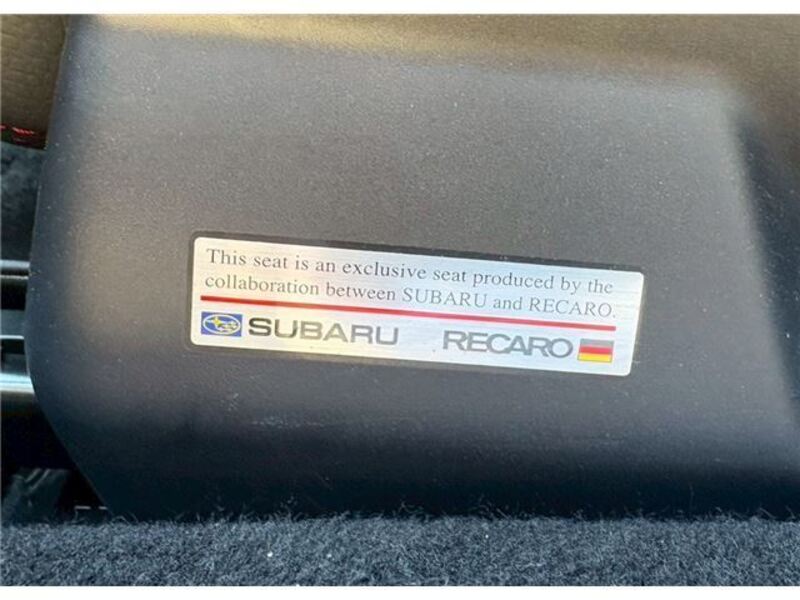 This seat is an exclusive seat produced by the
collaboration between SUBARU and RECARO.
SUBARU RECARO